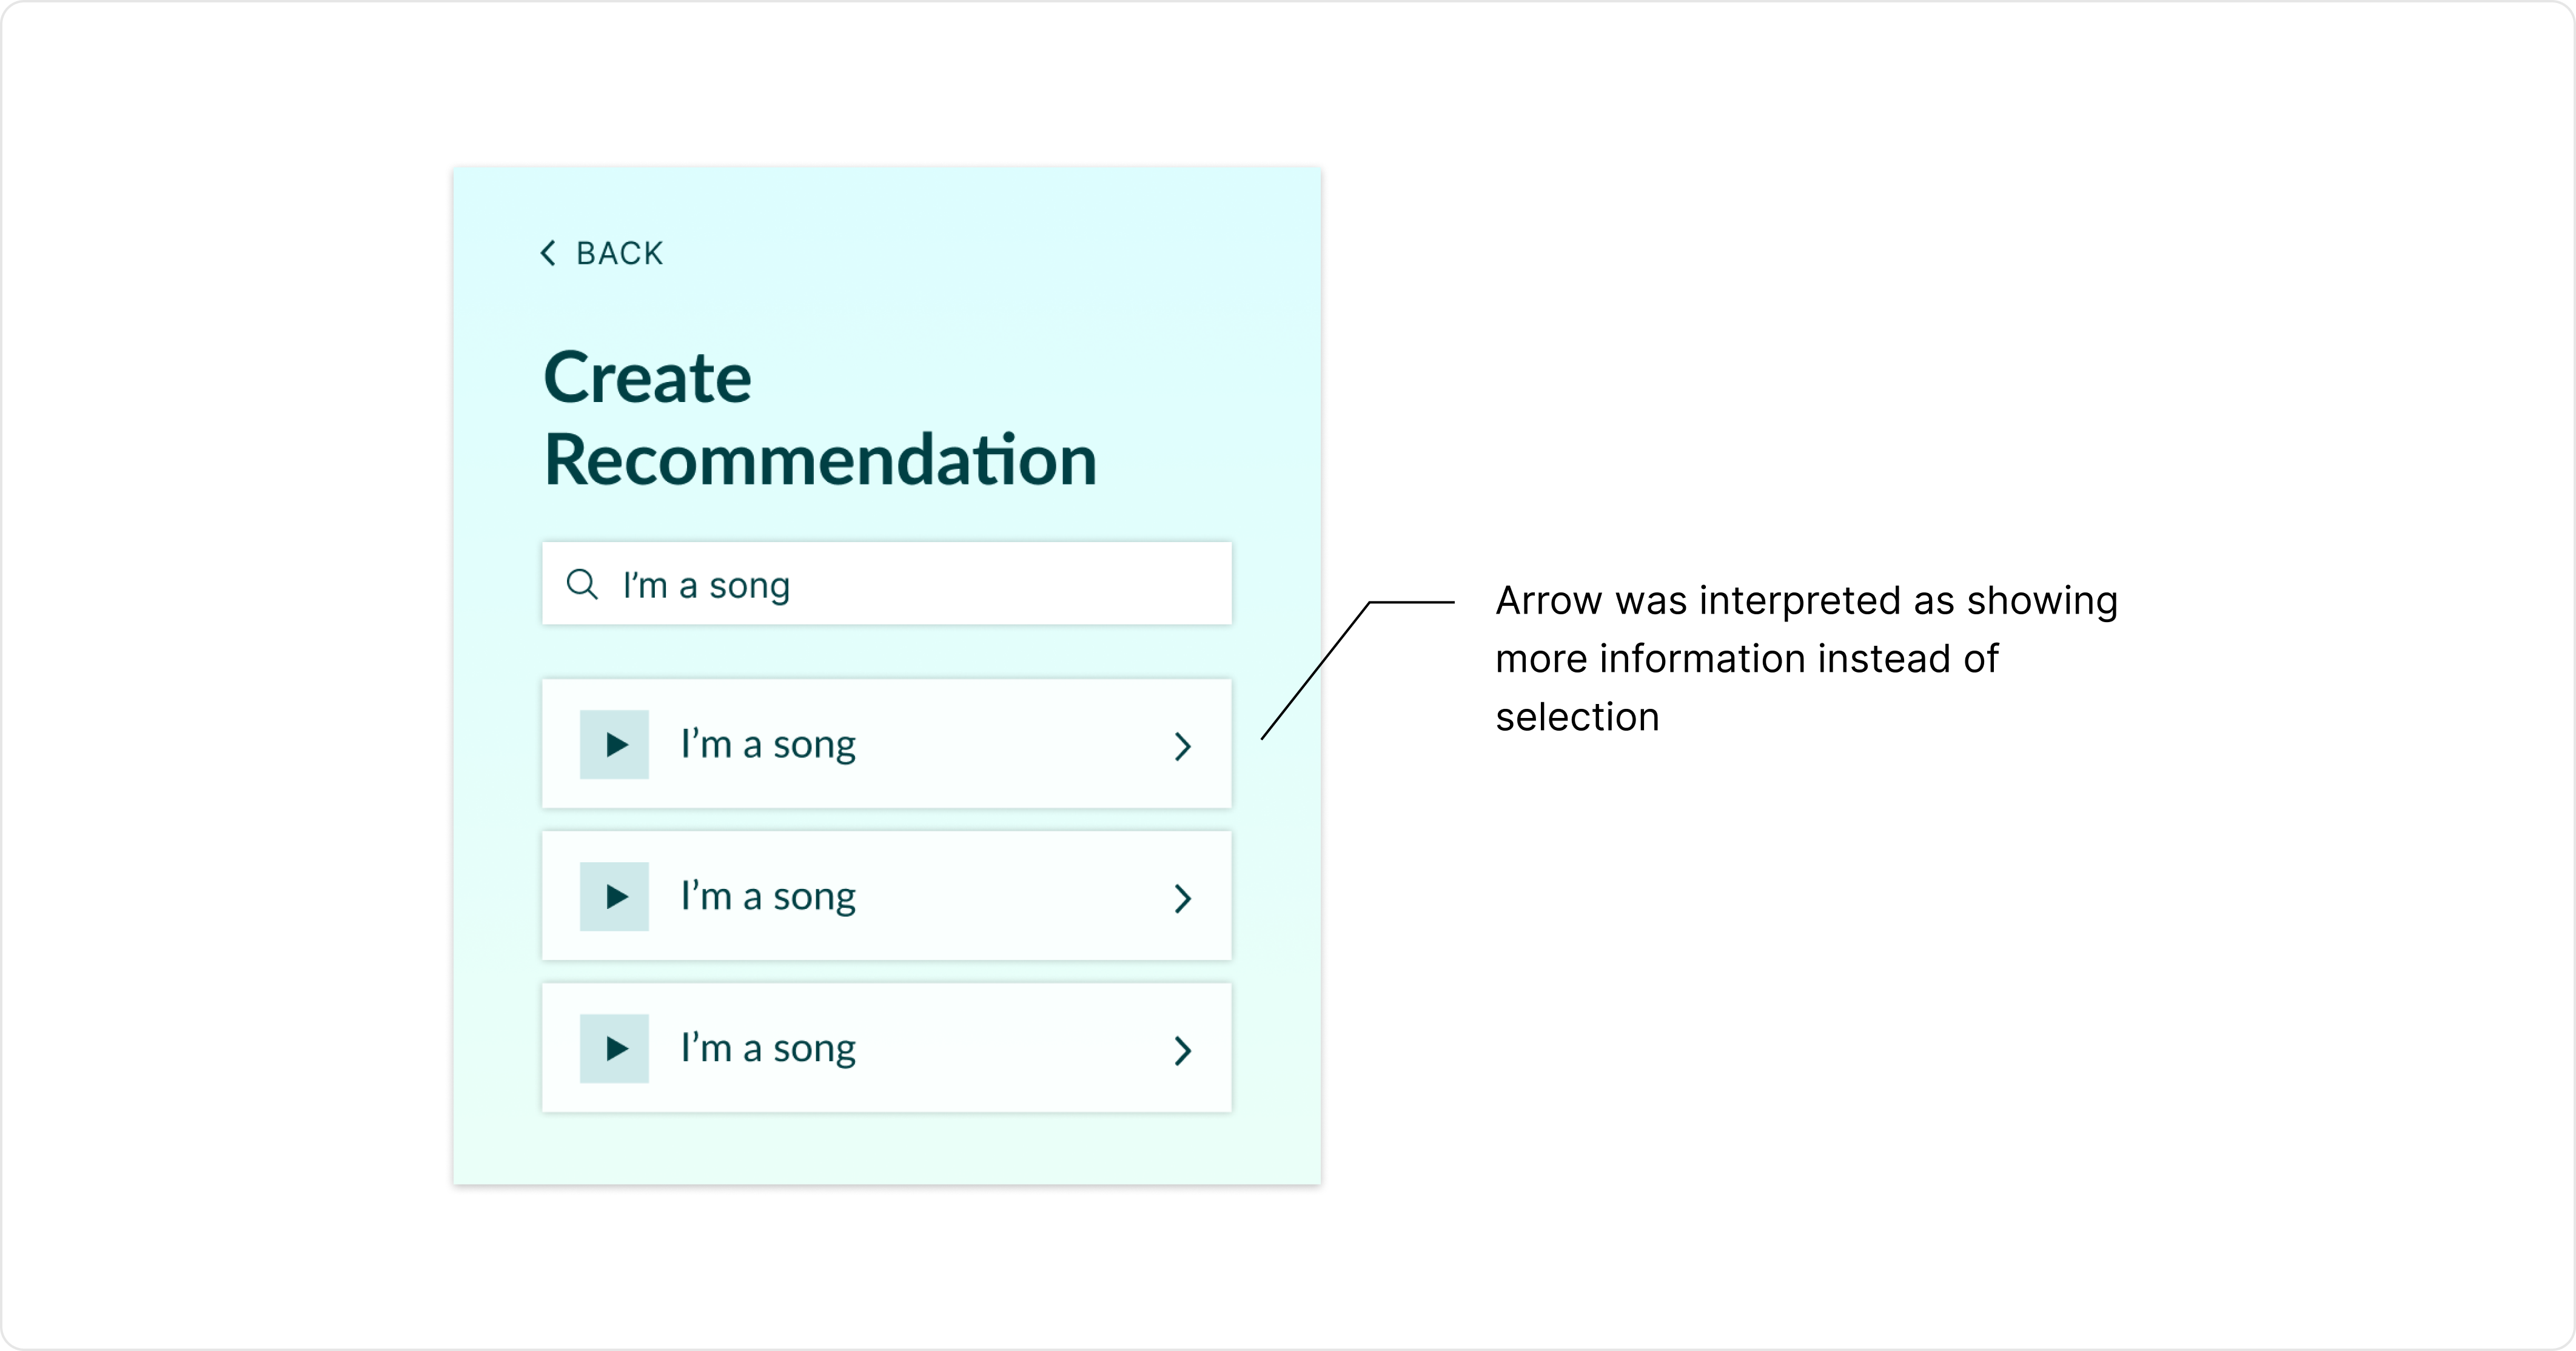 BACK
Create
Recommendation
I'm a song
I'm a song
I'm a song
I'm a song
Arrow was interpreted as showing
more information instead of
selection